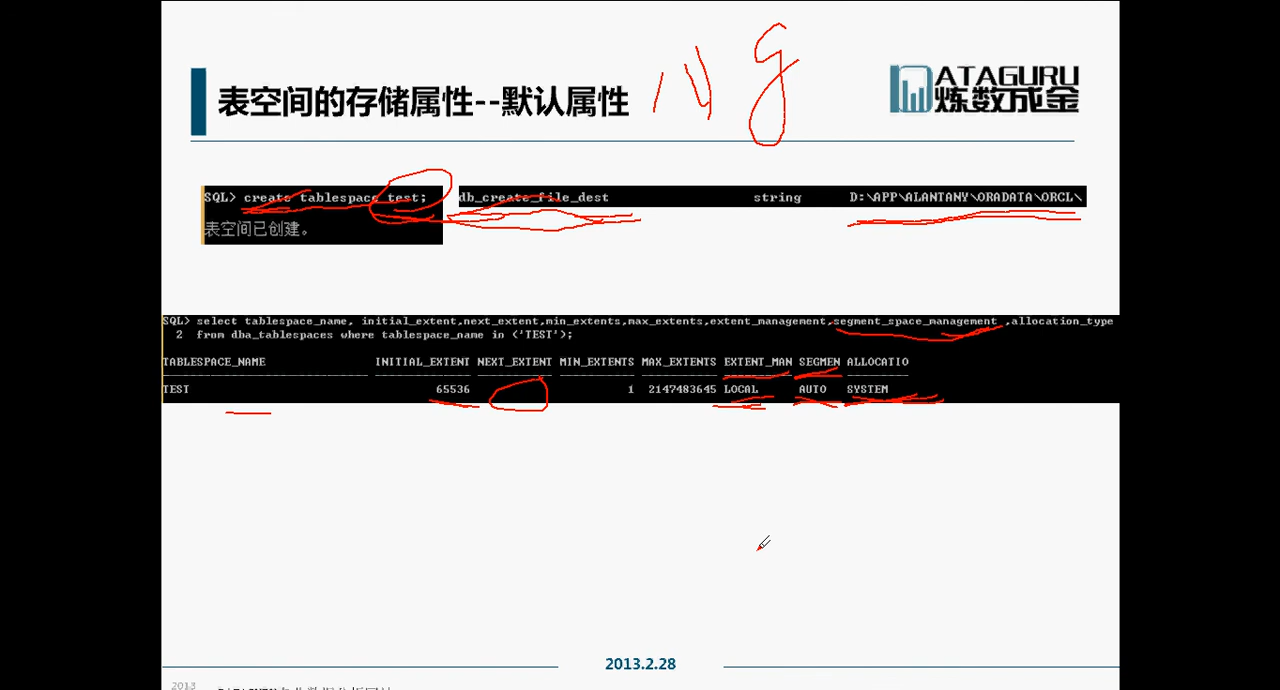 表空间的存储属性--默认属性
ATAGURU
炼数成金
SQL> create tablespace test;
表空间已创建。
db_create_file_dest string D:\APP\ALANTANY\ORADATA\ORCL\
SQL> select tablespace_name, initial_extent,next_extent,min_extents,max_extents,extent_management,segment_space_management ,allocation_type
2 from dba_tablespaces where tablespace_name in ('TEST');
TABLESPACE_NAME INITIAL_EXTENT NEXT_EXTENT MIN_EXTENTS MAX_EXTENTS EXTENT_MAN SEGMEN ALLOCATIO
TEST 65536 1 2147483645 LOCAL AUTO SYSTEM
2013.2.28
2013